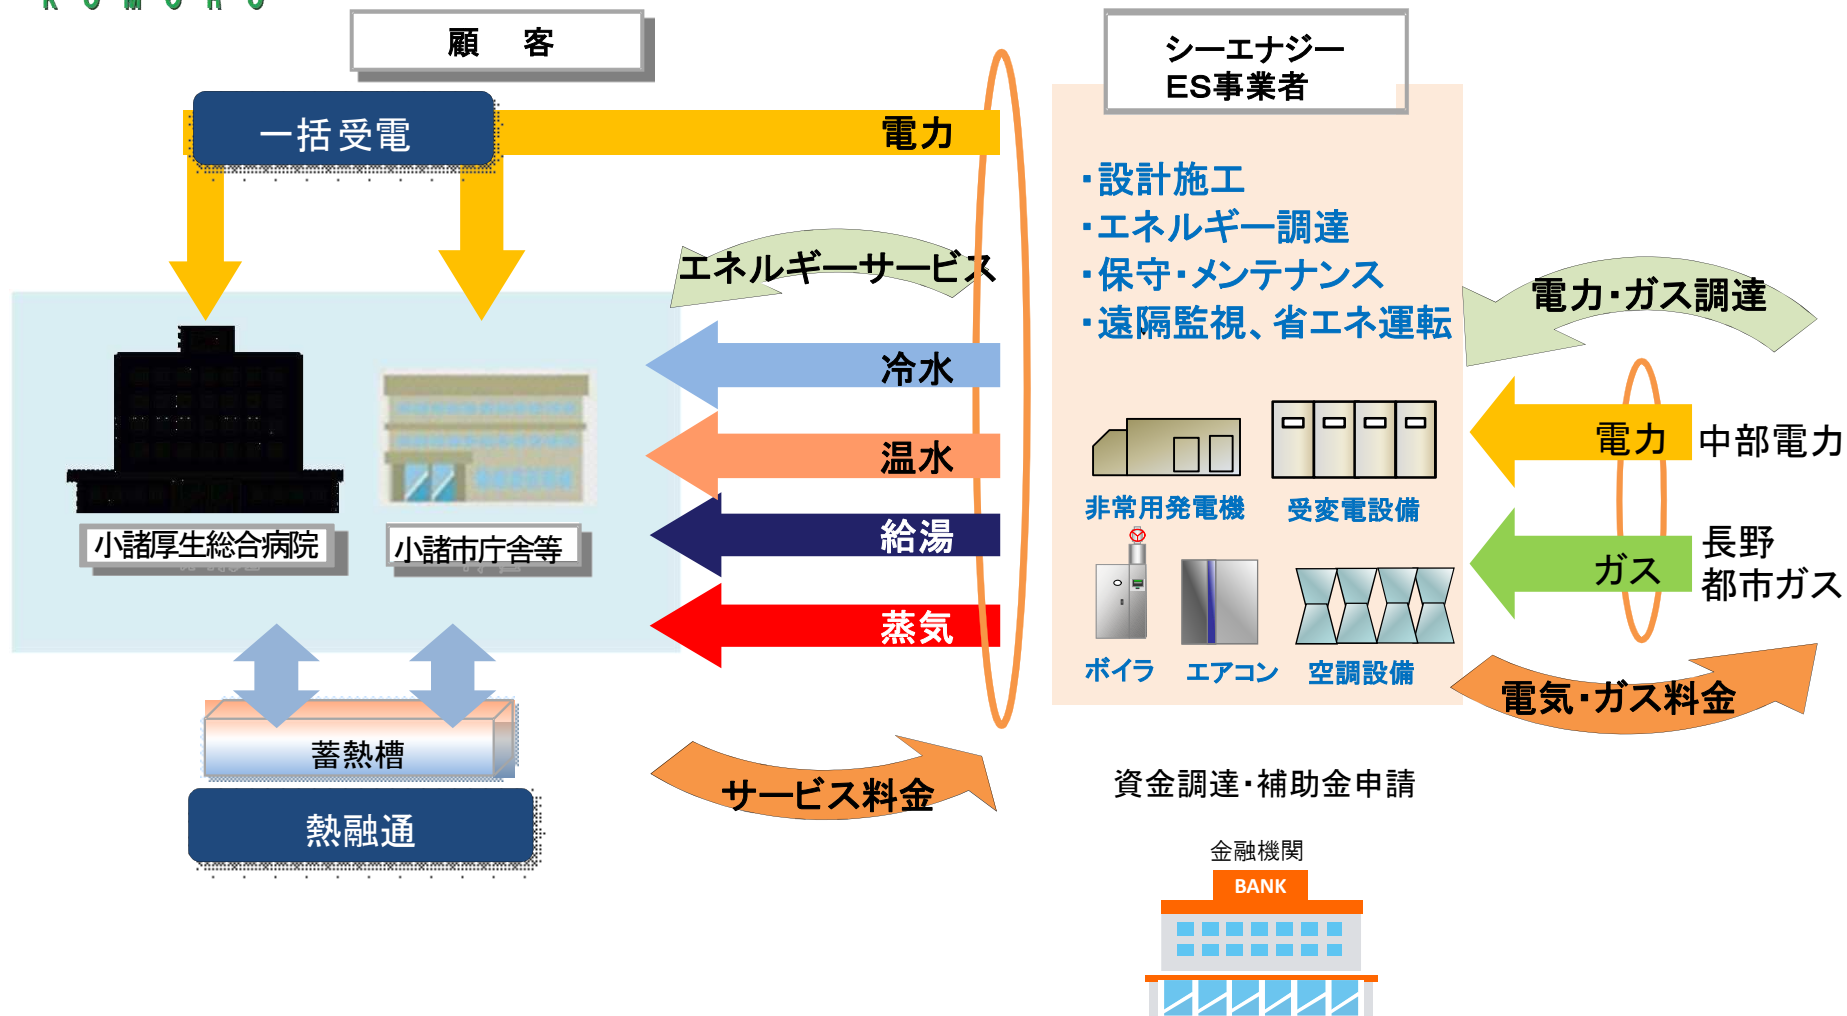 KOMORO
顧 客
シーエナジー
ES事業者
一括受電
電力
・設計施工
・エネルギー調達
・保守・メンテナンス
・遠隔監視、省エネ運転
エネルギーサービス
電力・ガス調達
冷水
温水
給湯
蒸気
電力
中部電力
ガス
長野
都市ガス
非常用発電機
受変電設備
ボイラ
エアコン
空調設備
小諸厚生総合病院
小諸市庁舎等
電気・ガス料金
蓄熱槽
熱融通
サービス料金
資金調達・補助金申請
金融機関
BANK